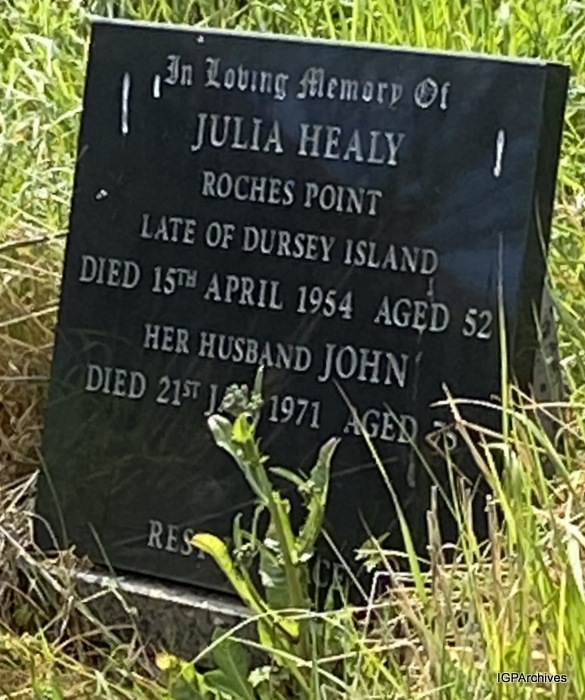 In Loving Memory Of
JULIA HEALY
ROCHES POINT
LATE OF DURSEY ISLAND
DIED 15TH APRIL 1954 AGED 52
HER HUSBAND JOHN
DIED 21ST 1971 AGED
IGPArchives